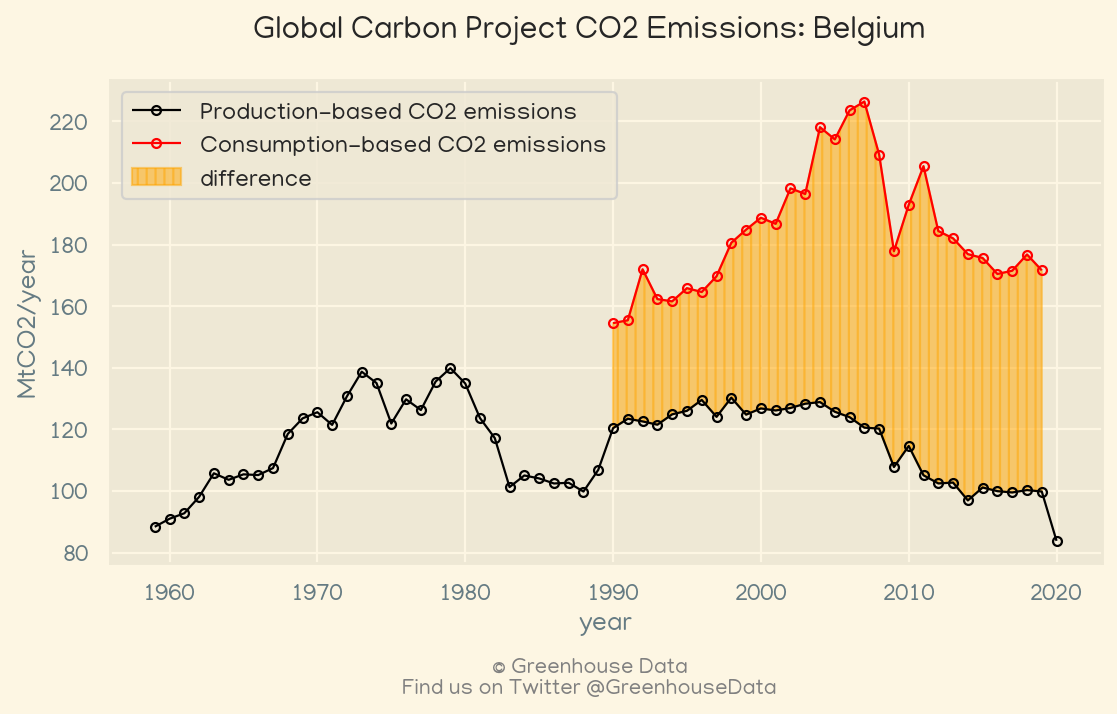 Global Carbon Project CO2 Emissions: Belgium
Production-based CO2 emissions
Consumption-based CO2 emissions
difference
MtCO2/year
220
200
180
160
140
120
100
80
1960 1970 1980 1990 2000 2010 2020
year
© Greenhouse Data
Find us on Twitter @GreenhouseData